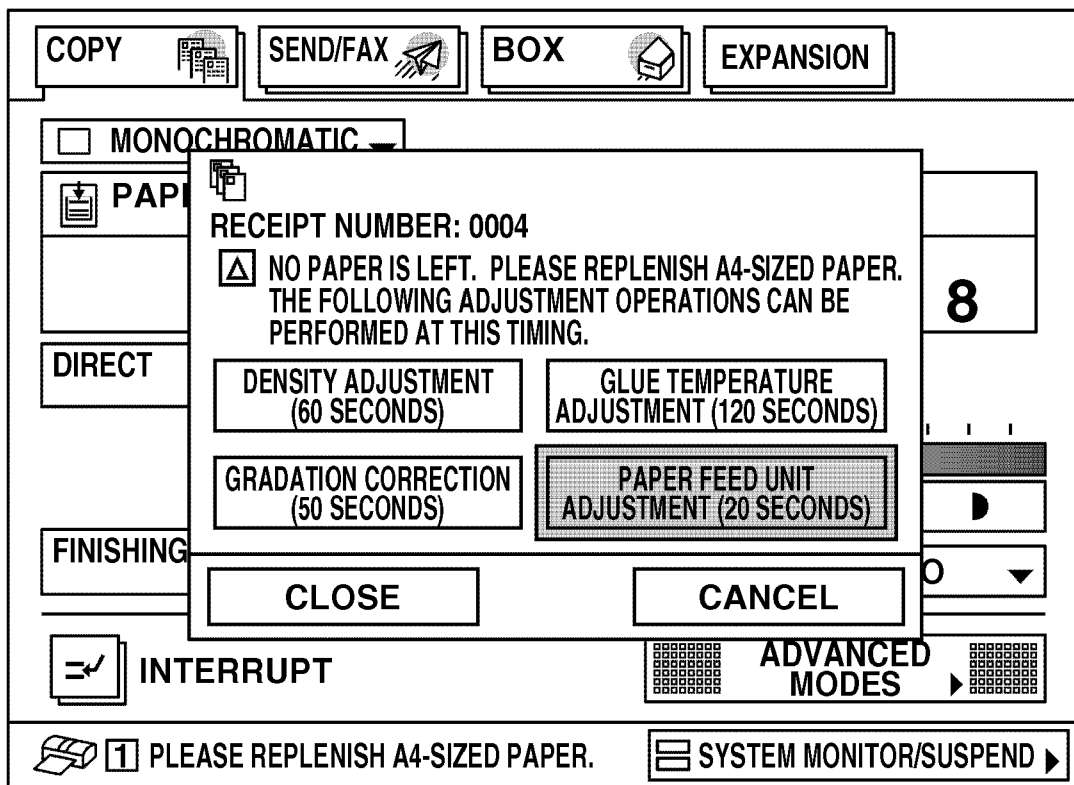 COPY
SEND/FAX
BOX
EXPANSION
MONOCHROMATIC
RECEIPT NUMBER: 0004
NO PAPER IS LEFT. PLEASE REPLENISH A4-SIZED PAPER.
THE FOLLOWING ADJUSTMENT OPERATIONS CAN BE
PERFORMED AT THIS TIMING.
8
DIRECT
DENSITY ADJUSTMENT
(60 SECONDS)
GLUE TEMPERATURE
ADJUSTMENT (120 SECONDS)
GRADATION CORRECTION
(50 SECONDS)
PAPER FEED UNIT
ADJUSTMENT (20 SECONDS)
FINISHING
O
CLOSE
CANCEL
INTERRUPT
ADVANCED
MODES
1 PLEASE REPLENISH A4-SIZED PAPER.
SYSTEM MONITOR/SUSPEND